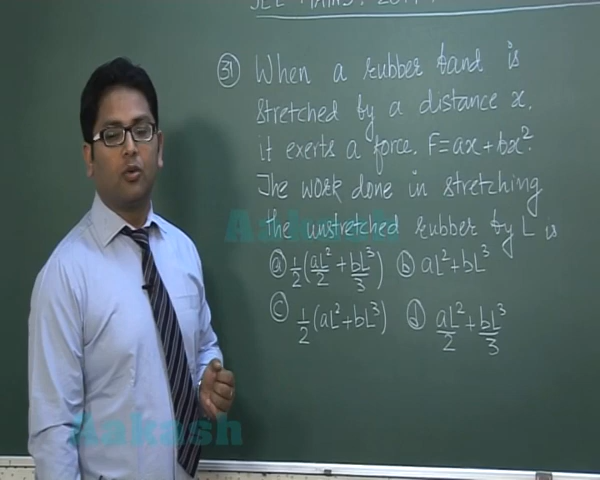 JEE MAINS. 2014
31 When a rubber band is
stretched by a distance x,
it exerts a force. F=ax+bx².
The work done in stretching
the unstretched rubber by L is
a 1/2(aL²/2+bL³/3) b aL²+bL³
c 1/2(aL²+bL³) d aL²/2+bL³/3
Aakash
Aakash